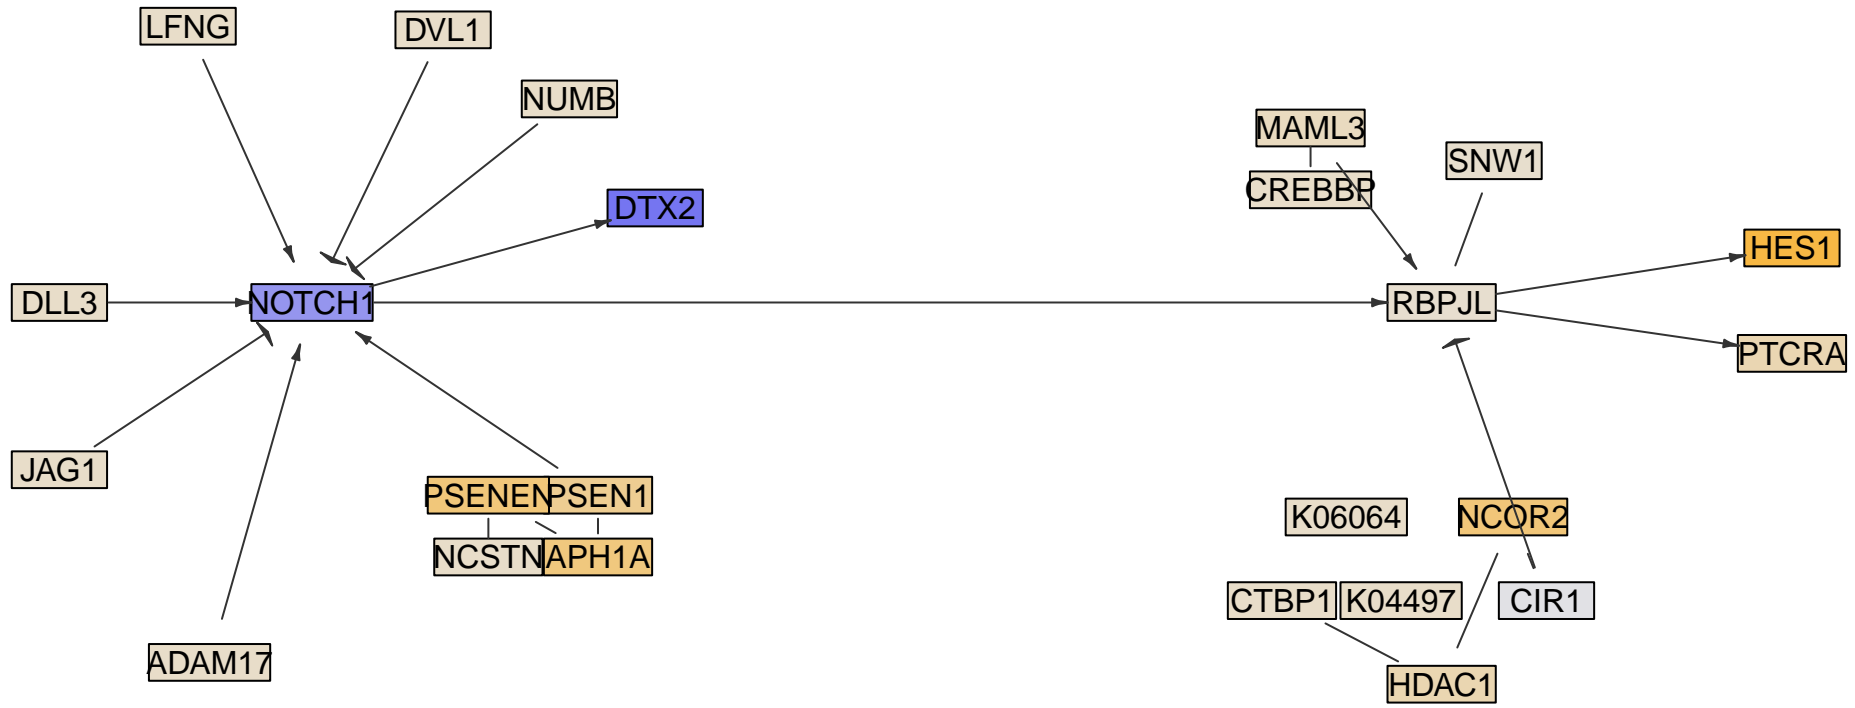 LFNG
DVL1
NUMB
MAML3
SNW1
CREBBP
DTX2
HES1
DLL3
NOTCH1
RBPJL
PTCRA
JAG1
PSENEN
PSEN1
K06064
NCOR2
NCSTN
APH1A
CTBP1
K04497
CIR1
ADAM17
HDAC1